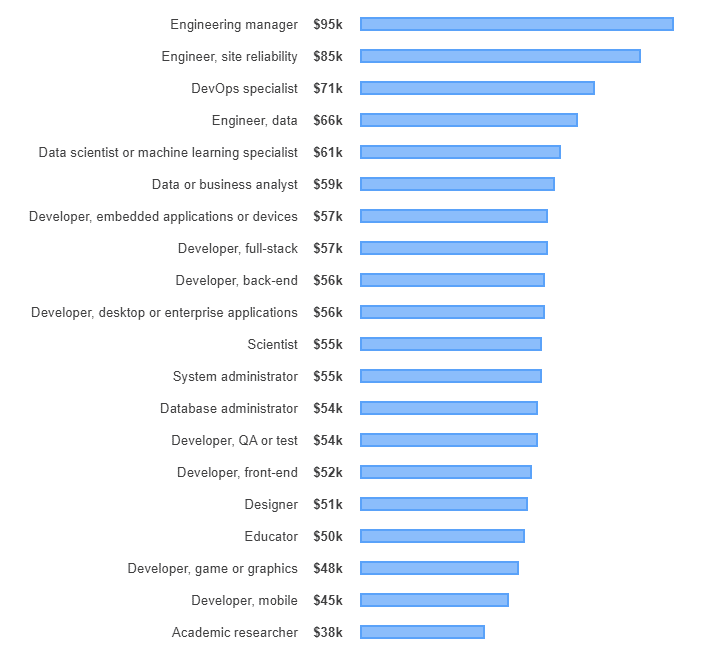 Engineering manager $95k
Engineer, site reliability $85k
DevOps specialist $71k
Engineer, data $66k
Data scientist or machine learning specialist $61k
Data or business analyst $59k
Developer, embedded applications or devices $57k
Developer, full-stack $57k
Developer, back-end $56k
Developer, desktop or enterprise applications $56k
Scientist $55k
System administrator $55k
Database administrator $54k
Developer, QA or test $54k
Developer, front-end $52k
Designer $51k
Educator $50k
Developer, game or graphics $48k
Developer, mobile $45k
Academic researcher $38k